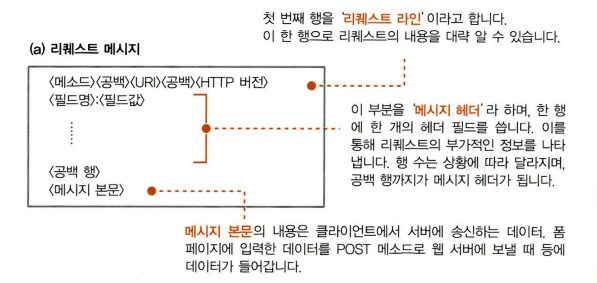 첫 번째 행을 '리퀘스트 라인'이라고 합니다.
이 한 행으로 리퀘스트의 내용을 대략 알 수 있습니다.
(a) 리퀘스트 메시지
〈메소드〉〈공백〉〈URI〉〈공백〉〈HTTP 버전〉
〈필드명〉:〈필드값〉
〈공백 행〉
〈메시지 본문〉
이 부분을 '메시지 헤더'라 하며, 한 행
에 한 개의 헤더 필드를 씁니다. 이를
통해 리퀘스트의 부가적인 정보를 나타
냅니다. 행 수는 상황에 따라 달라지며,
공백 행까지가 메시지 헤더가 됩니다.
메시지 본문의 내용은 클라이언트에서 서버에 송신하는 데이터. 폼
페이지에 입력한 데이터를 POST 메소드로 웹 서버에 보낼 때 등에
데이터가 들어갑니다.